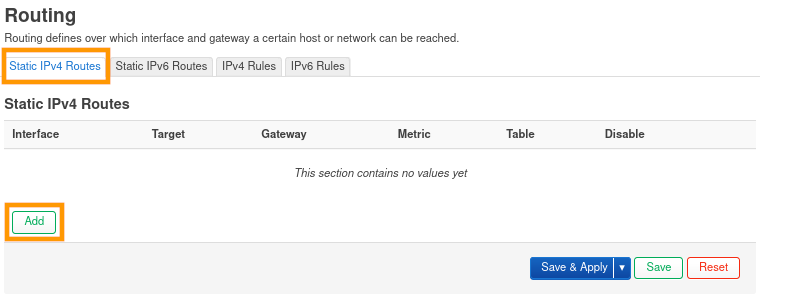 Routing
Routing defines over which interface and gateway a certain host or network can be reached.
Static IPv4 Routes Static IPv6 Routes IPv4 Rules IPv6 Rules
Static IPv4 Routes
Interface Target Gateway Metric Table Disable
This section contains no values yet
Add
Save & Apply ▼ Save Reset